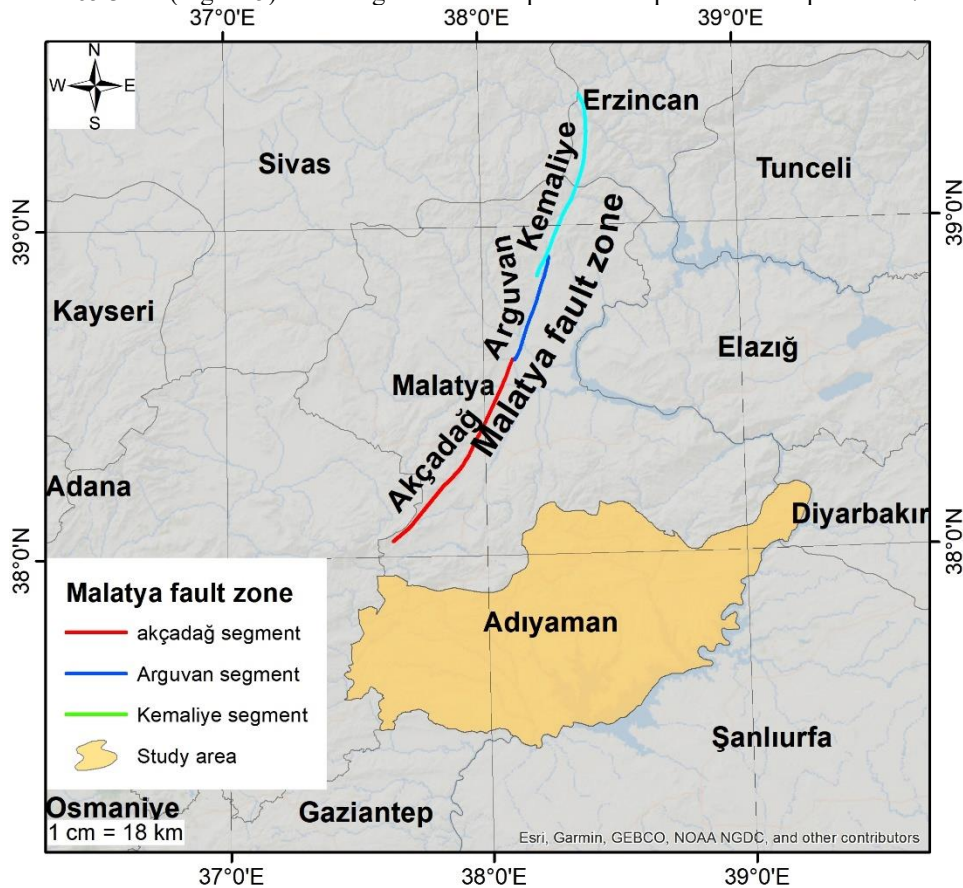 37°0'E 38°0'E 39°0'E
N
W E
S
Erzincan
Sivas
Tunceli
Kemaliye
39°0'N 39°0'N
Arguvan
Kayseri
Malatya fault zone
Elazığ
Malatya
Akçadağ
Adana
Diyarbakır
38°0'N 38°0'N
Malatya fault zone
akçadağ segment
Arguvan segment
Kemaliye segment
Study area
Adıyaman
Şanlıurfa
Osmaniye
Gaziantep
1 cm = 18 km
Esri, Garmin, GEBCO, NOAA NGDC, and other contributors
37°0'E 38°0'E 39°0'E